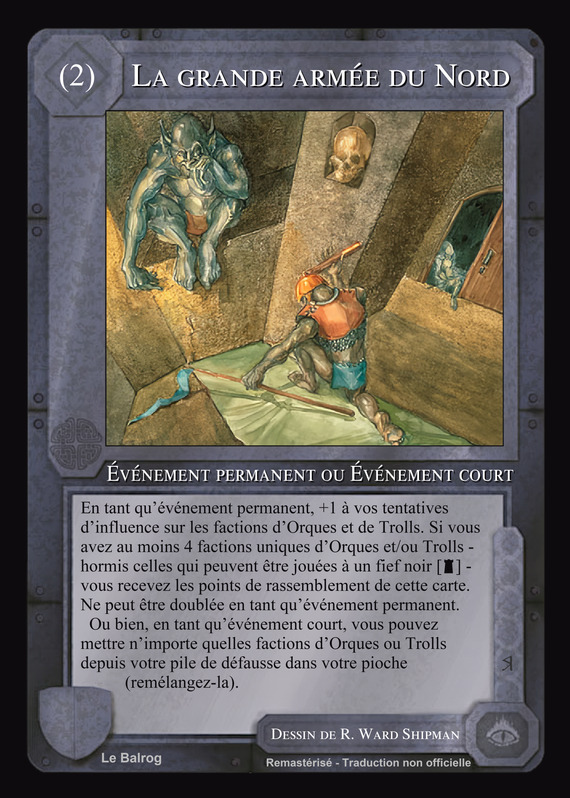 (2)
La grande armée du Nord
Événement permanent ou Événement court
En tant qu'événement permanent, +1 à vos tentatives
d'influence sur les factions d'Orques et de Trolls. Si vous
avez au moins 4 factions uniques d'Orques et/ou Trolls -
hormis celles qui peuvent être jouées à un fief noir [♜] -
vous recevez les points de rassemblement de cette carte.
Ne peut être doublée en tant qu'événement permanent.
Ou bien, en tant qu'événement court, vous pouvez
mettre n'importe quelles factions d'Orques ou Trolls
depuis votre pile de défausse dans votre pioche
(remélangez-la).
Dessin de R. Ward Shipman
Le Balrog
Remastérisé - Traduction non officielle